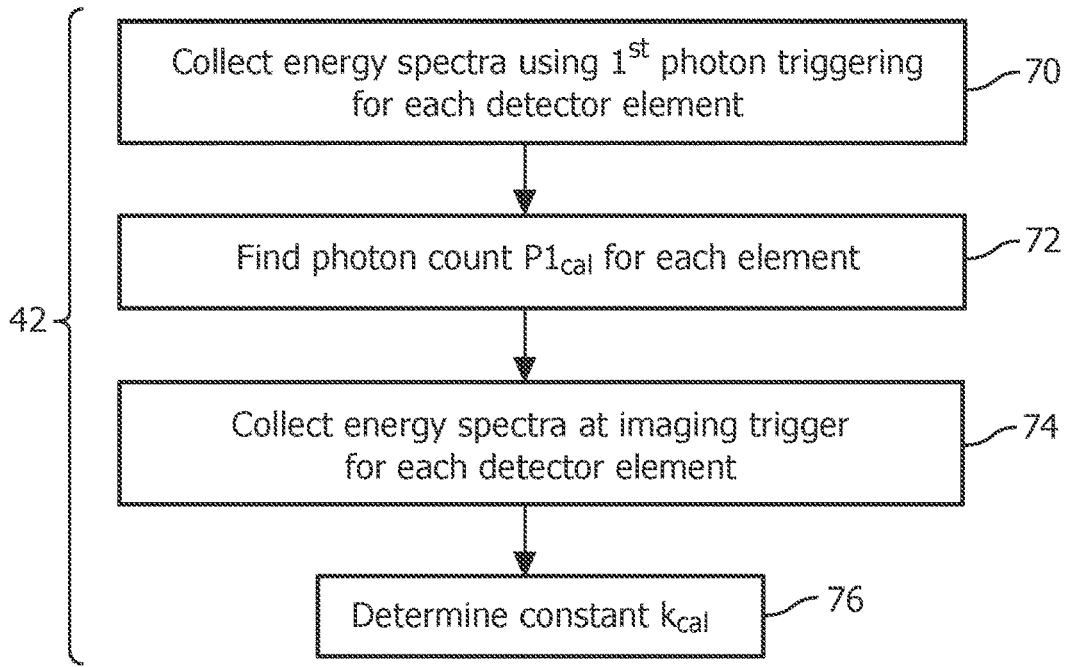 Collect energy spectra using 1st photon triggering
for each detector element
70
Find photon count P1cal for each element
72
42
Collect energy spectra at imaging trigger
for each detector element
74
Determine constant kcal
76